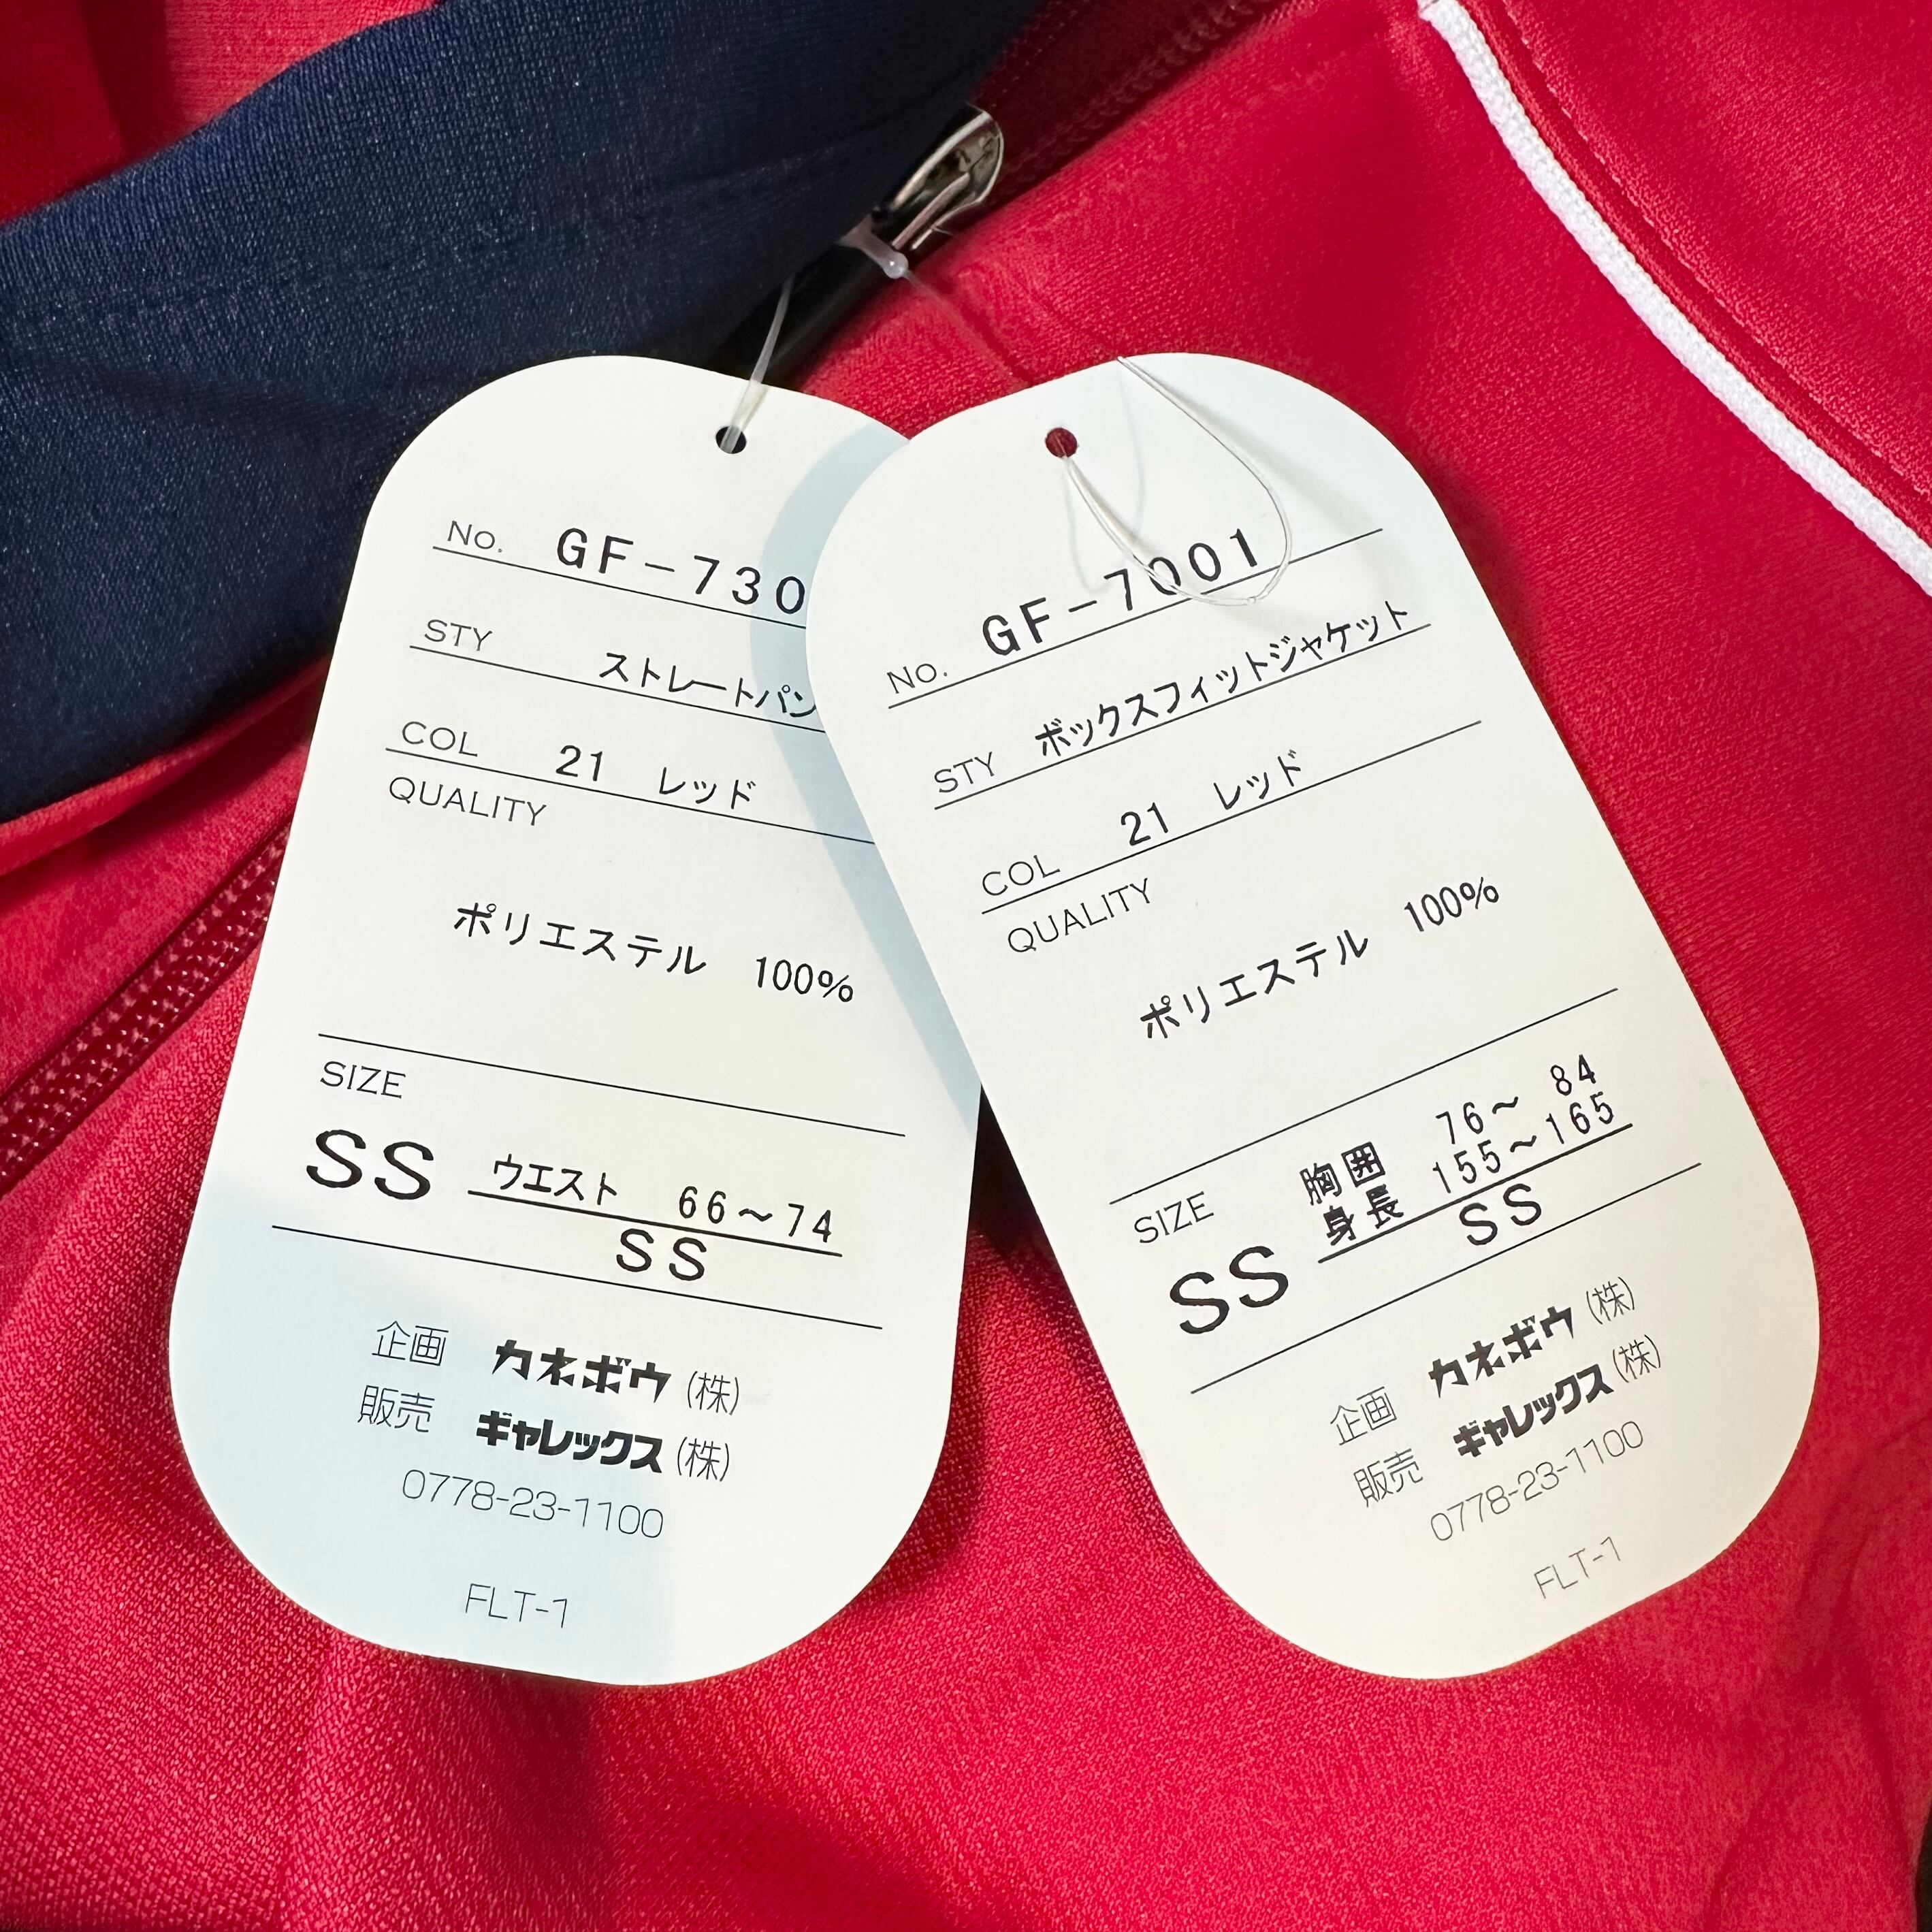 No. GF-730
STY ストレートパン
COL 21 レッド
QUALITY
ポリエステル 100%
SIZE
SS ウエスト 66～74
SS
企画 カネボウ (株)
販売 ギャレックス (株)
0778-23-1100
FLT-1
No. GF-7001
STY ボックスフィットジャケット
COL 21 レッド
QUALITY
ポリエステル 100%
SIZE 胸囲 76～ 84
身長 155～165
SS SS
企画 カネボウ (株)
販売 ギャレックス (株)
0778-23-1100
FLT-1